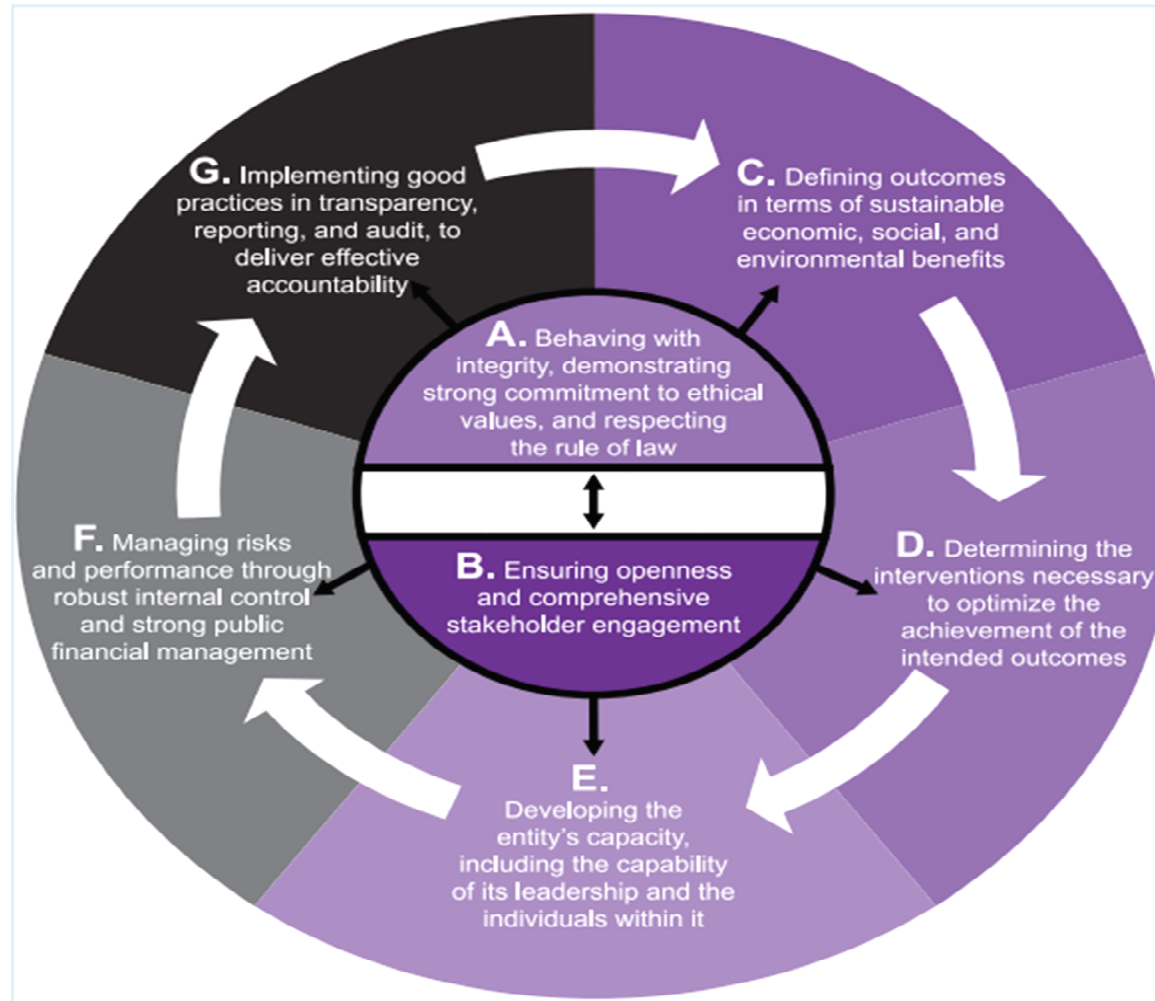 A. Behaving with
integrity, demonstrating
strong commitment to ethical
values, and respecting
the rule of law
B. Ensuring openness
and comprehensive
stakeholder engagement
C. Defining outcomes
in terms of sustainable
economic, social, and
environmental benefits
D. Determining the
interventions necessary
to optimize the
achievement of the
intended outcomes
E.
Developing the
entity’s capacity,
including the capability
of its leadership and the
individuals within it
F. Managing risks
and performance through
robust internal control
and strong public
financial management
G. Implementing good
practices in transparency,
reporting, and audit, to
deliver effective
accountability